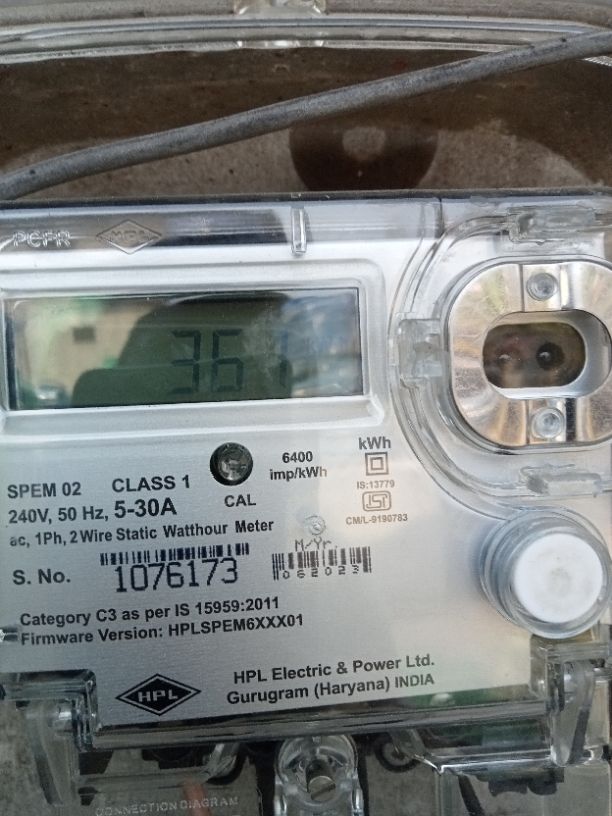 361
kWh
6400
imp/kWh
IS:13779
CM/L-9190783
SPEM 02 CLASS 1
240V, 50 Hz, 5-30A
CAL
ac, 1Ph, 2 Wire Static Watthour Meter
M/Yr
S. No. 1076173
062023
Category C3 as per IS 15959:2011
Firmware Version: HPLSPEM6XXX01
HPL
HPL Electric & Power Ltd.
Gurugram (Haryana) INDIA
CONNECTION DIAGRAM